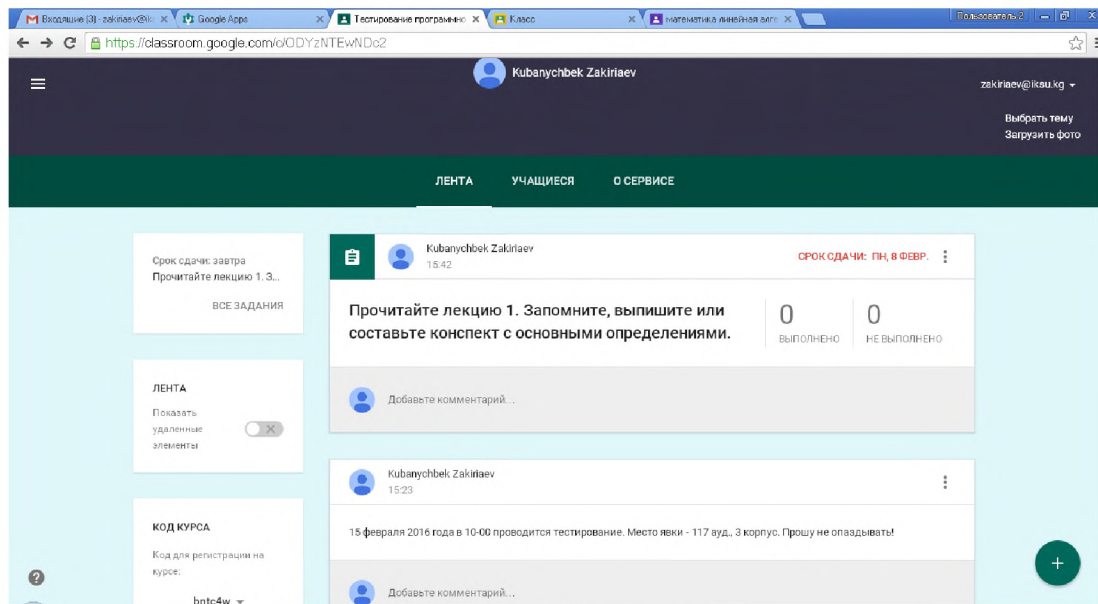 Входящие (3) - zakiriaev@ik
Google Apps
Тестирование программно
Класс
математика линейная алге
Пользователь 2
https://classroom.google.com/o/ODYzNTEwNDc2
Kubanychbek Zakiriaev
zakiriaev@iksu.kg
Выбрать тему
Загрузить фото
ЛЕНТА УЧАЩИЕСЯ О СЕРВИСЕ
Срок сдачи: завтра
Прочитайте лекцию 1. З...
ВСЕ ЗАДАНИЯ
Kubanychbek Zakiriaev
15:42
СРОК СДАЧИ: ПН, 8 ФЕВР.
Прочитайте лекцию 1. Запомните, выпишите или
составьте конспект с основными определениями.
0
ВЫПОЛНЕНО
0
НЕ ВЫПОЛНЕНО
Добавьте комментарий...
ЛЕНТА
Показать
удаленные
элементы
Kubanychbek Zakiriaev
15:23
15 февраля 2016 года в 10-00 проводится тестирование. Место явки - 117 ауд., 3 корпус. Прошу не опаздывать!
Добавьте комментарий...
КОД КУРСА
Код для регистрации на
курсе:
bntc4w